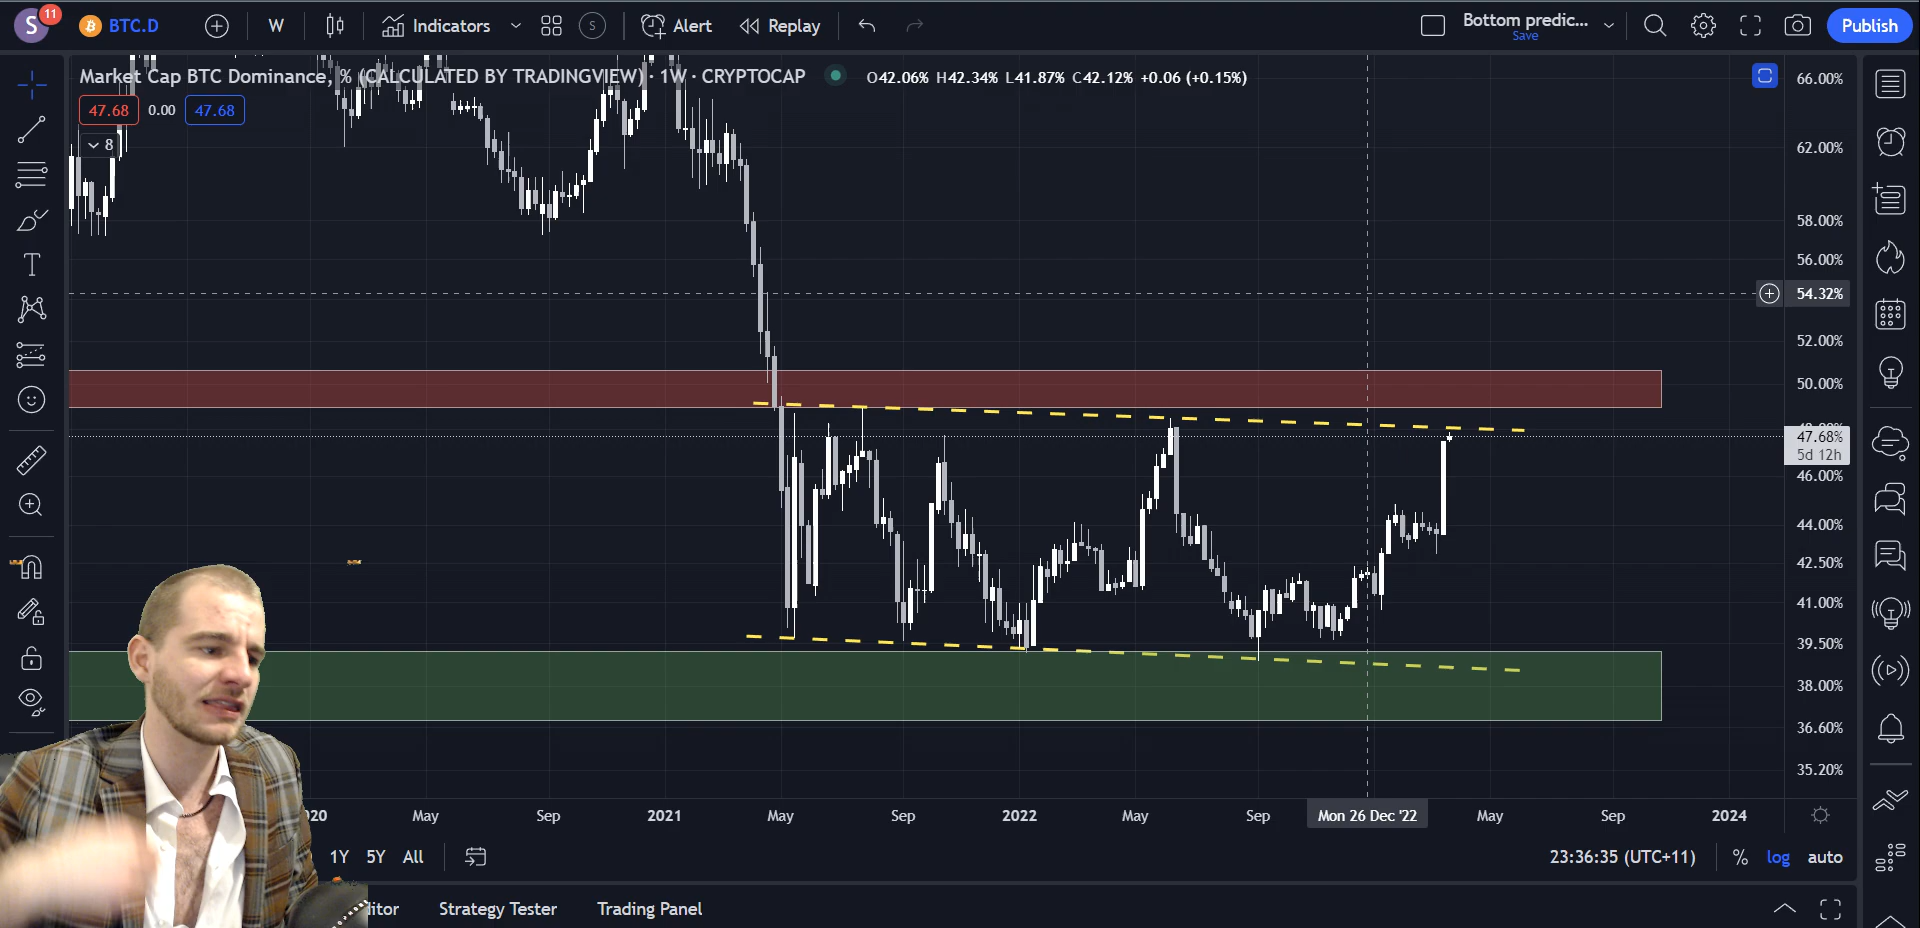 S 11 BTC.D W Indicators S Alert Replay Bottom predic... Publish
Save
Market Cap BTC Dominance, % (CALCULATED BY TRADINGVIEW) · 1W · CRYPTOCAP O42.06% H42.34% L41.87% C42.12% +0.06 (+0.15%)
47.68 0.00 47.68
8
66.00%
62.00%
58.00%
56.00%
54.32%
52.00%
50.00%
47.68%
5d 12h
46.00%
44.00%
42.50%
41.00%
39.50%
38.00%
36.60%
35.20%
020 May Sep 2021 May Sep 2022 May Sep Mon 26 Dec '22 May Sep 2024
1Y 5Y All 23:36:35 (UTC+11) % log auto
itor Strategy Tester Trading Panel